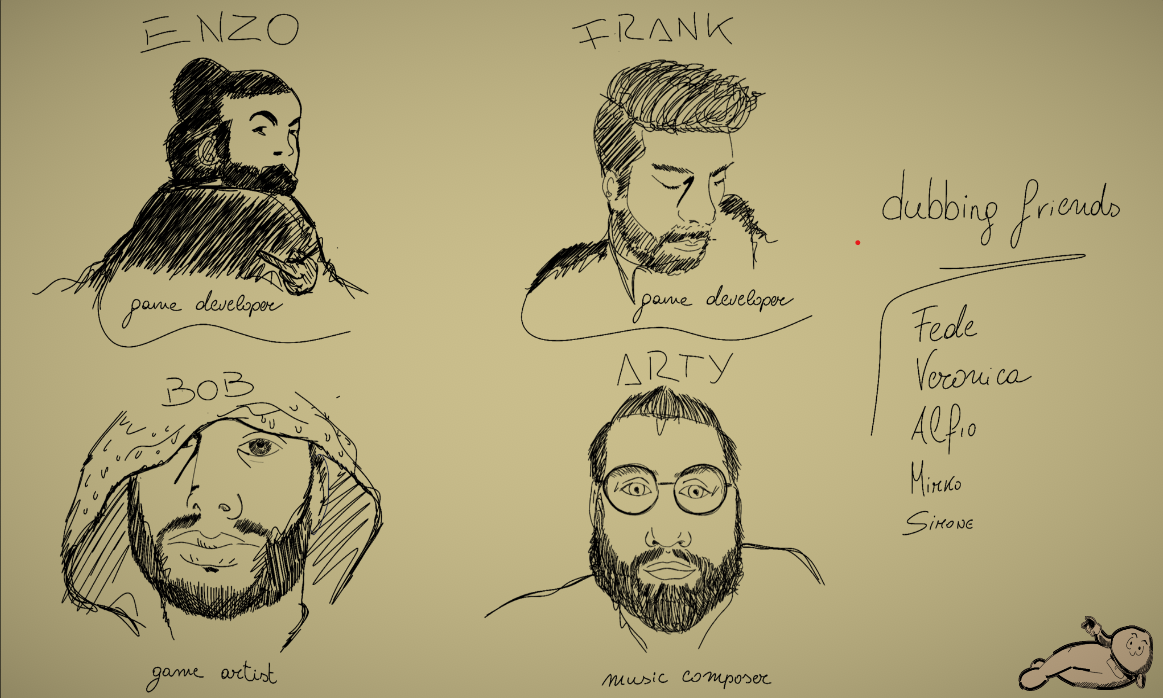 ENZO
game developer
FRANK
game developer
BOB
game artist
ARTY
music composer
dubbing friends
Fede
Veronica
Alfio
Mirko
Simone